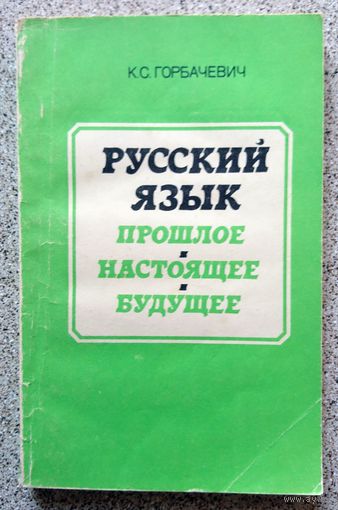 К.С. ГОРБАЧЕВИЧ
РУССКИЙ
ЯЗЫК
ПРОШЛОЕ
НАСТОЯЩЕЕ
БУДУЩЕЕ